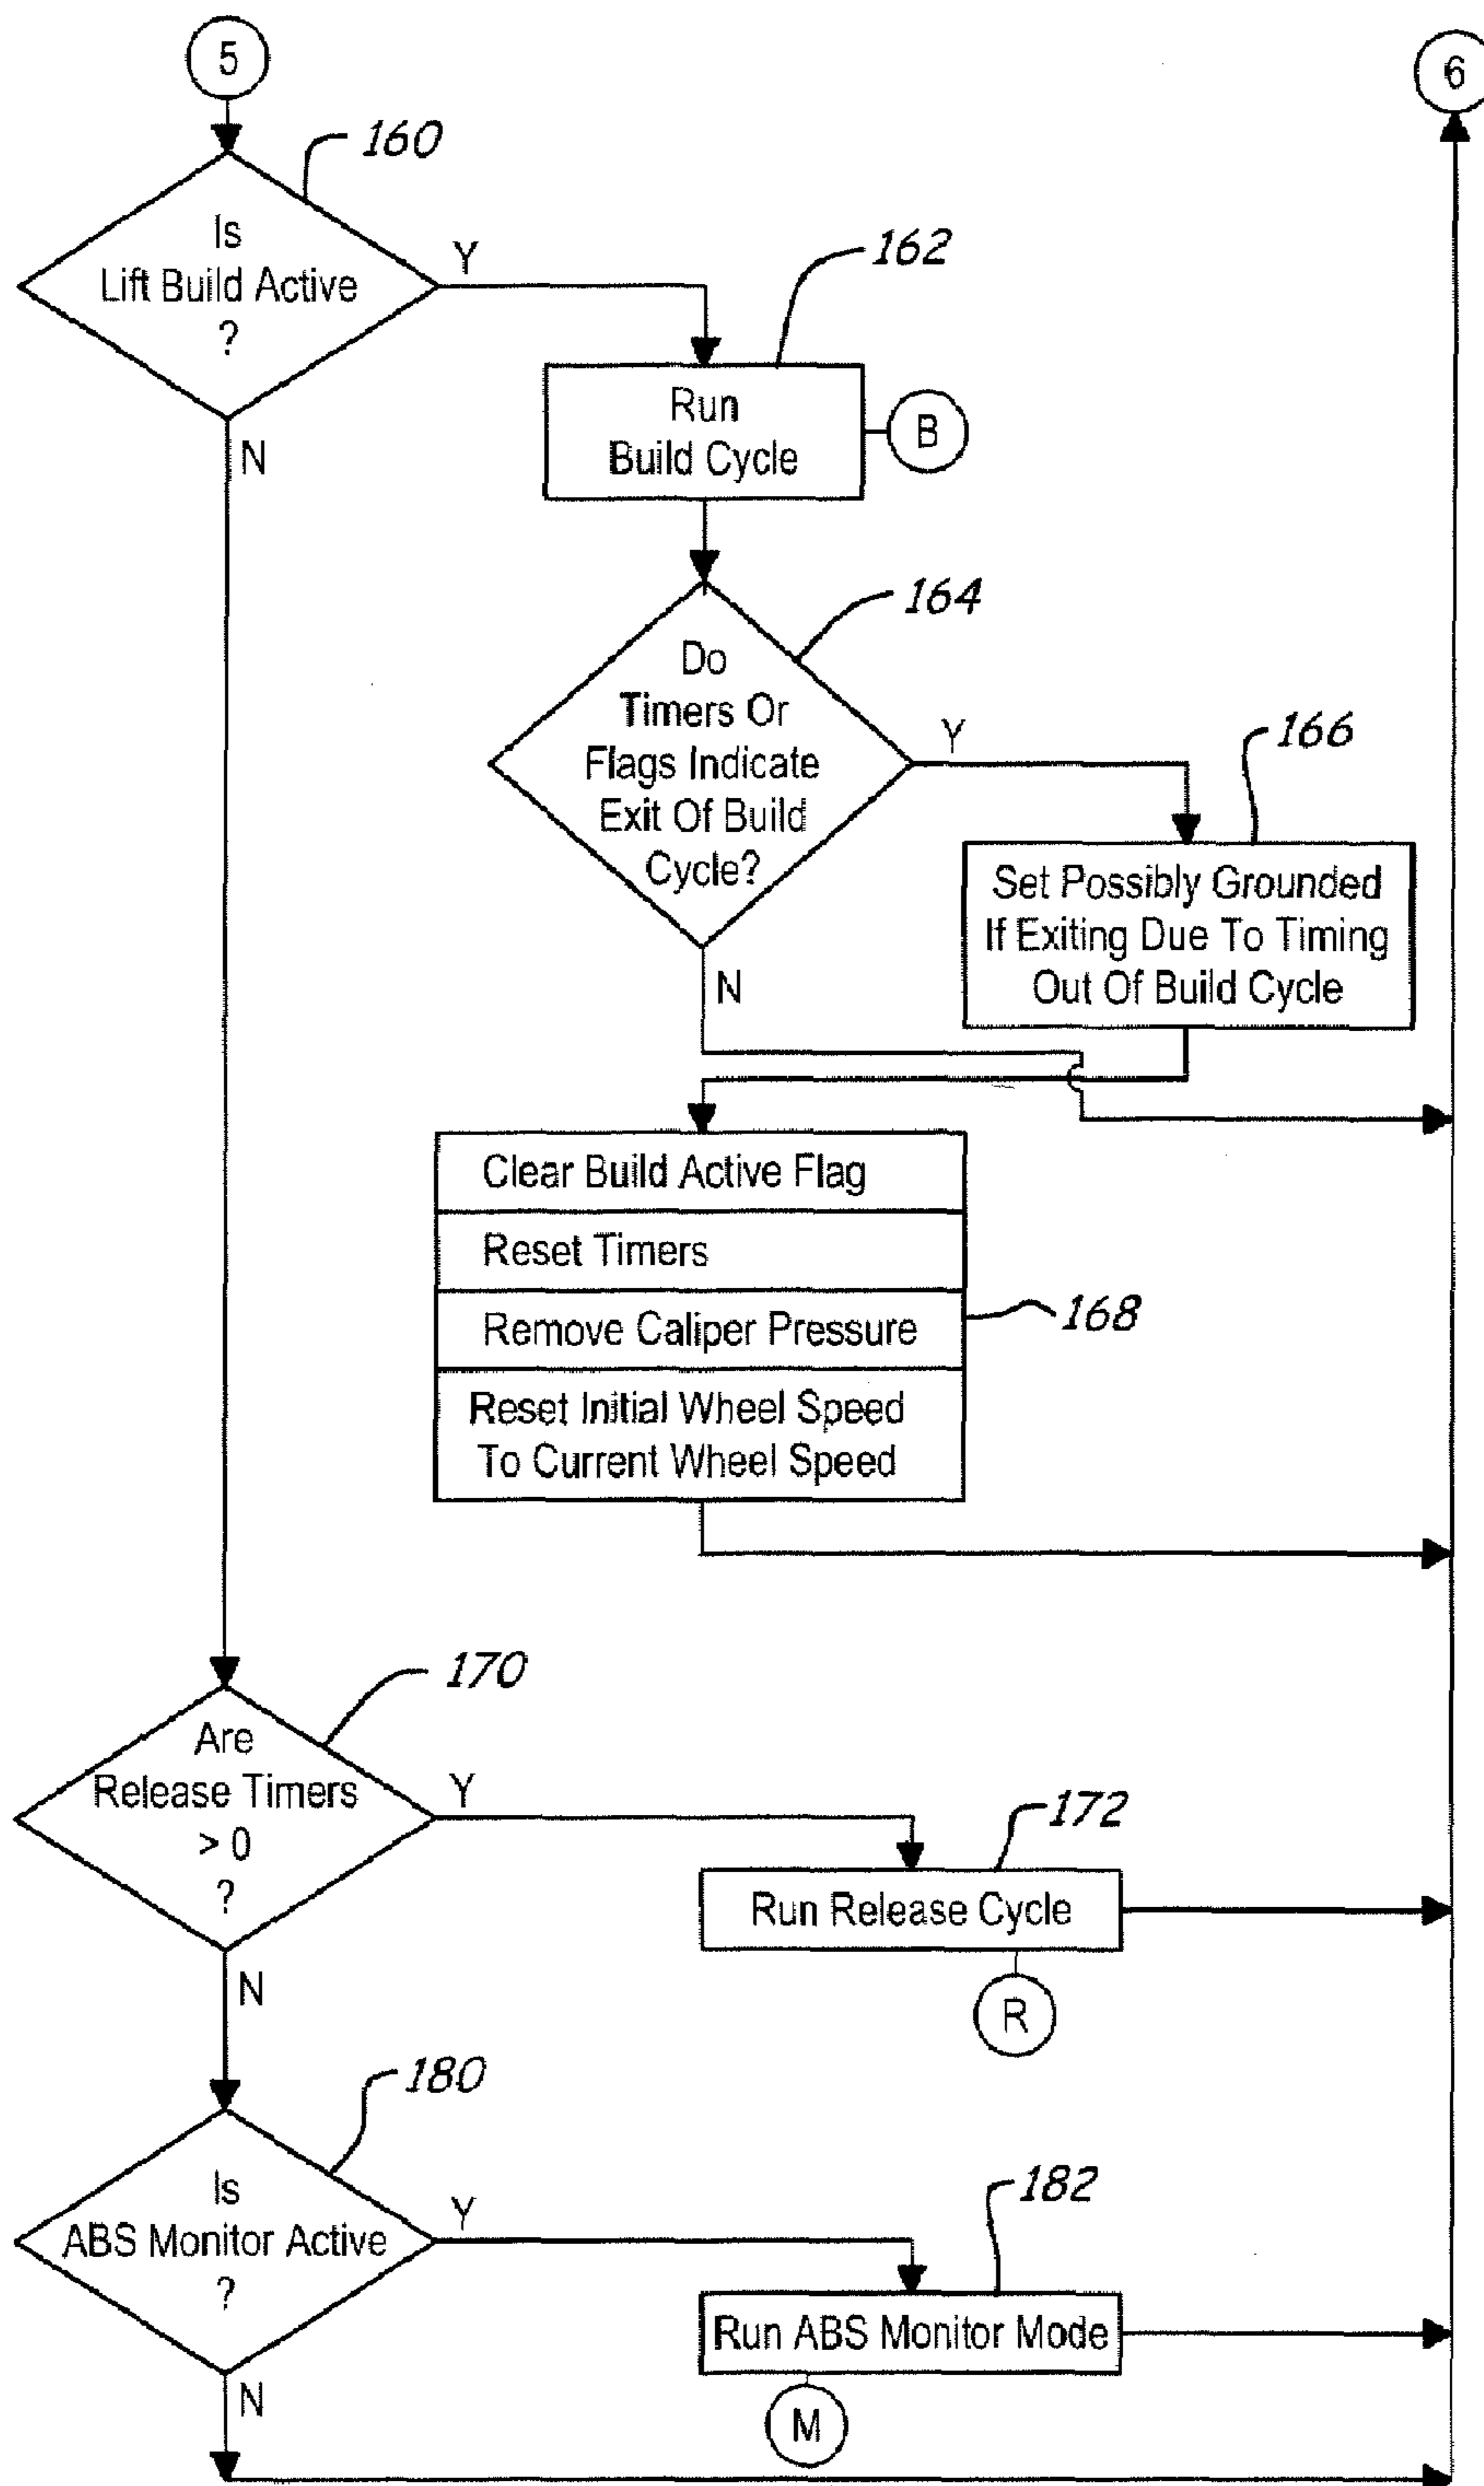 5
6
160
Is
Lift Build Active
?
Y
N
162
Run
Build Cycle
B
164
Do
Timers Or
Flags Indicate
Exit Of Build
Cycle?
Y
N
166
Set Possibly Grounded
If Exiting Due To Timing
Out Of Build Cycle
Clear Build Active Flag
Reset Timers
Remove Caliper Pressure
Reset Initial Wheel Speed
To Current Wheel Speed
168
170
Are
Release Timers
> 0
?
Y
N
172
Run Release Cycle
R
180
Is
ABS Monitor Active
?
Y
N
182
Run ABS Monitor Mode
M